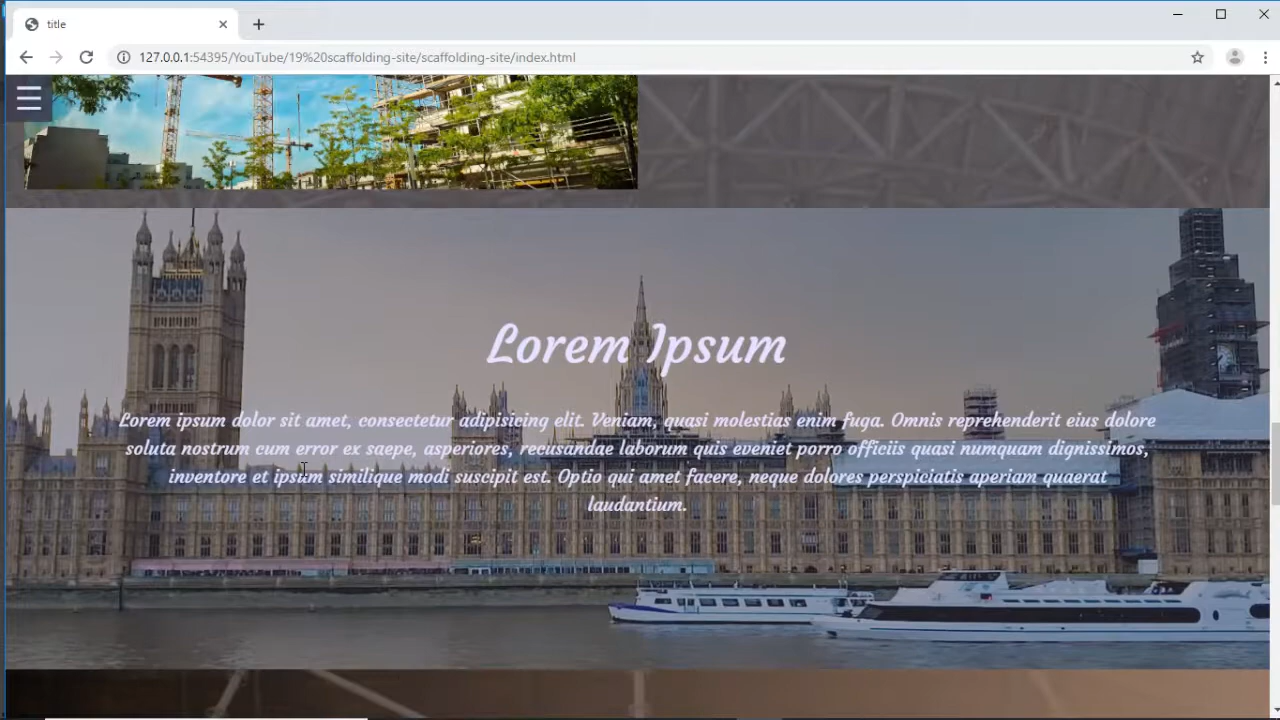 title
127.0.0.1:54395/YouTube/19%20scaffolding-site/scaffolding-site/index.html
Lorem Ipsum
Lorem ipsum dolor sit amet, consectetur adipisicing elit. Veniam, quasi molestias enim fuga. Omnis reprehenderit eius dolore
soluta nostrum cum error ex saepe, asperiores, recusandae laborum quis eveniet porro officiis quasi numquam dignissimos,
inventore et ipsum similique modi suscipit est. Optio qui amet facere, neque dolores perspiciatis aperiam quaerat
laudantium.